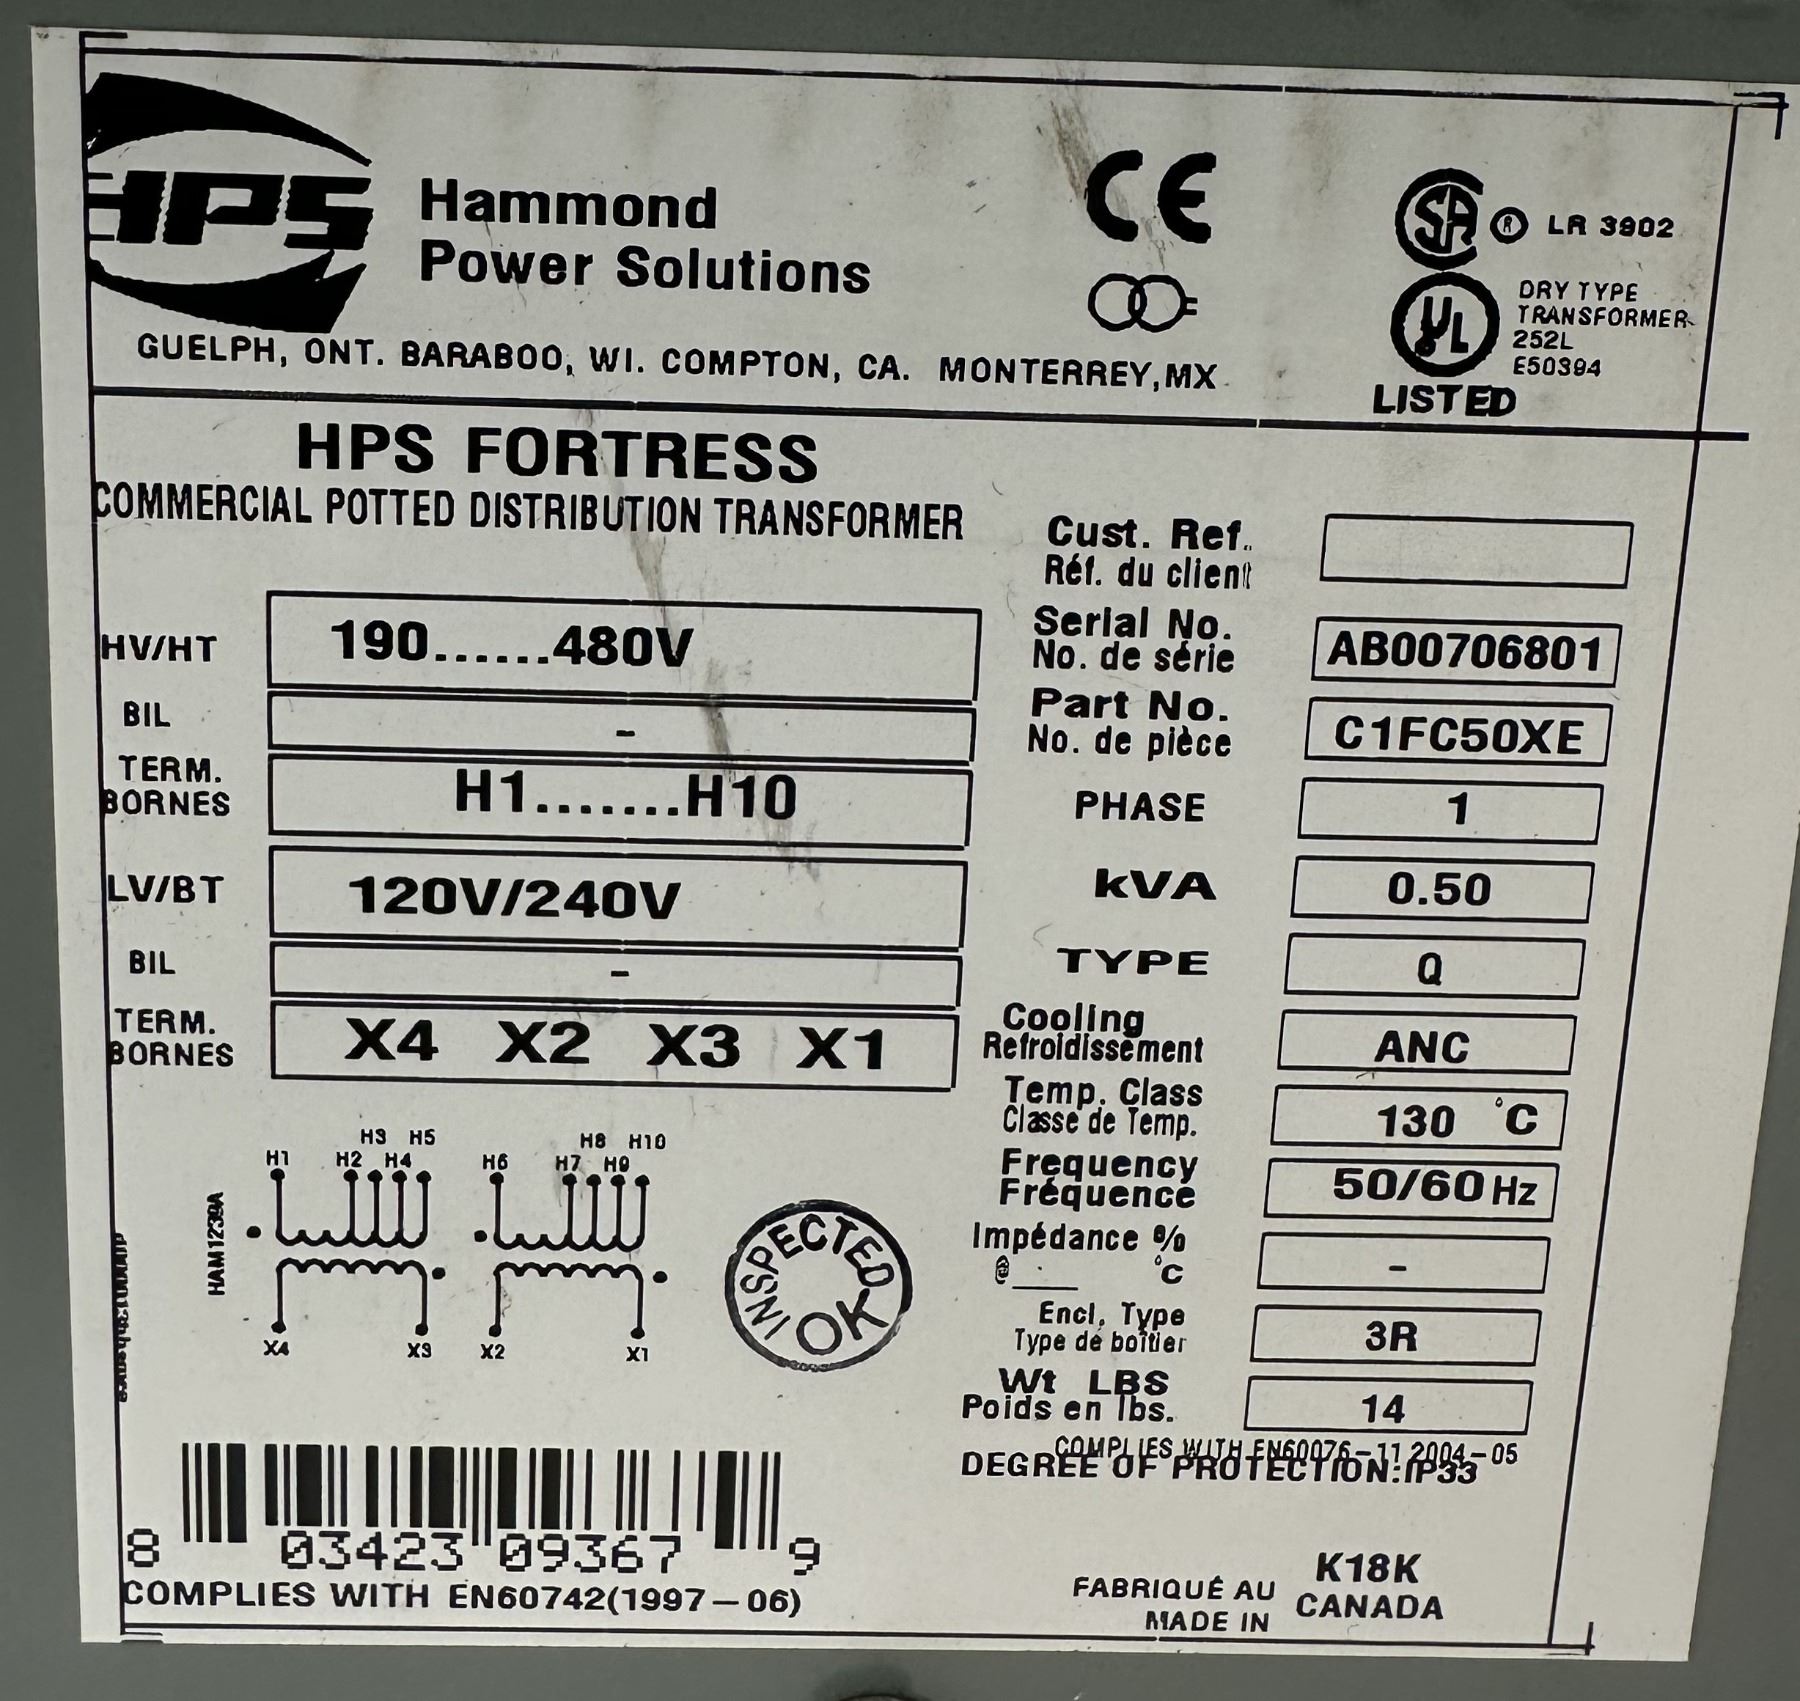 HPS
Hammond
Power Solutions
CE
SA ® LR 3902
UL
DRY TYPE
TRANSFORMER
252L
E50394
LISTED
GUELPH, ONT. BARABOO, WI. COMPTON, CA. MONTERREY,MX
HPS FORTRESS
COMMERCIAL POTTED DISTRIBUTION TRANSFORMER
HV/HT 190......480V
BIL -
TERM.
BORNES
H1.......H10
LV/BT 120V/240V
BIL -
TERM.
BORNES
X4 X2 X3 X1
H3 H5 H8 H10
H1 H2 H4 H6 H7 H9
HAM1239A
X4 X3 X2 X1
INSPECTED
OK
Cust. Ref.
Réf. du client
Serial No.
No. de série
AB00706801
Part No.
No. de pièce
C1FC50XE
PHASE 1
kVA 0.50
TYPE Q
Cooling
Refroidissement
ANC
Temp. Class
Classe de Temp.
130 °C
Frequency
Fréquence
50/60 Hz
Impédance %
@ ____ °C
-
Encl. Type
Type de boîtier
3R
Wt LBS
Poids en lbs.
14
COMPLIES WITH EN60076-11 2004-05
DEGREE OF PROTECTION: IP33
8 03423 09367 9
COMPLIES WITH EN60742(1997-06)
K18K
FABRIQUÉ AU
MADE IN
CANADA